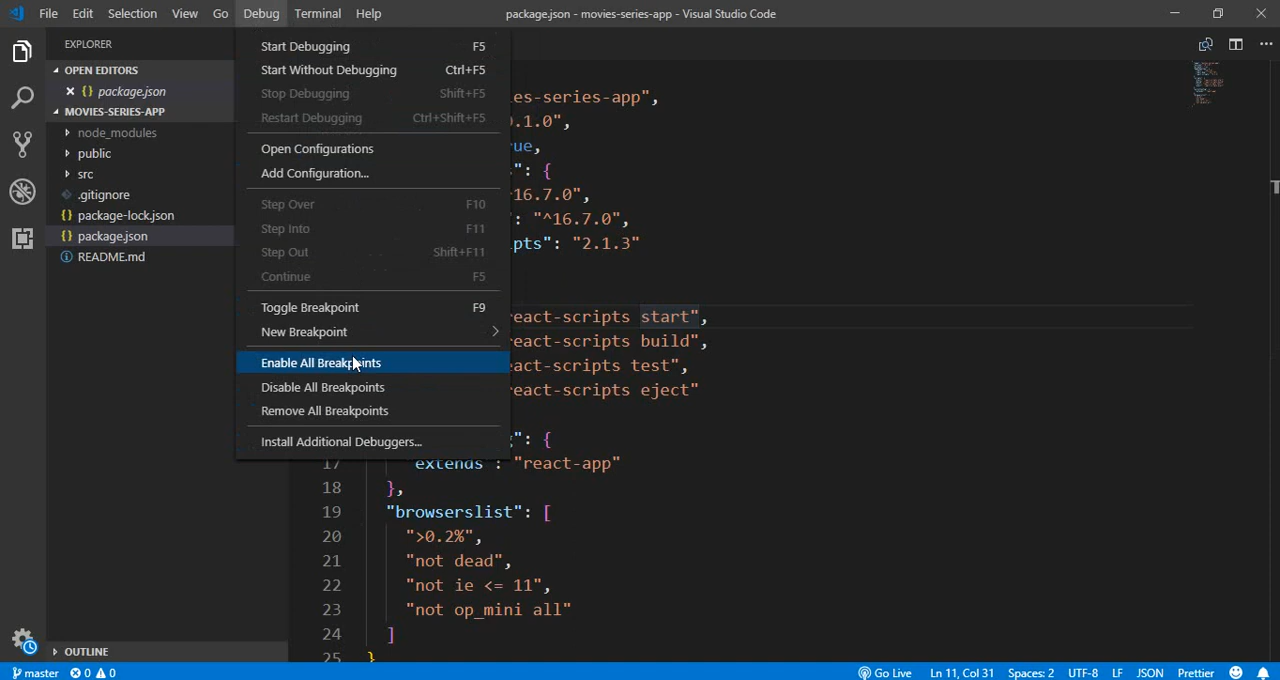 File Edit Selection View Go Debug Terminal Help package.json - movies-series-app - Visual Studio Code
EXPLORER
OPEN EDITORS
{} package.json
MOVIES-SERIES-APP
node_modules
public
src
.gitignore
{} package-lock.json
{} package.json
README.md
OUTLINE
Start Debugging F5
Start Without Debugging Ctrl+F5
Stop Debugging Shift+F5
Restart Debugging Ctrl+Shift+F5
Open Configurations
Add Configuration...
Step Over F10
Step Into F11
Step Out Shift+F11
Continue F5
Toggle Breakpoint F9
New Breakpoint
Enable All Breakpoints
Disable All Breakpoints
Remove All Breakpoints
Install Additional Debuggers...
es-series-app",
.1.0",
ue,
": {
16.7.0",
": "^16.7.0",
pts": "2.1.3"
eact-scripts start",
eact-scripts build",
act-scripts test",
eact-scripts eject"
g": {
17 extends : "react-app"
18 },
19 "browserslist": [
20 ">0.2%",
21 "not dead",
22 "not ie <= 11",
23 "not op_mini all"
24 ]
25 }
master 0 0 Go Live Ln 11, Col 31 Spaces: 2 UTF-8 LF JSON Prettier